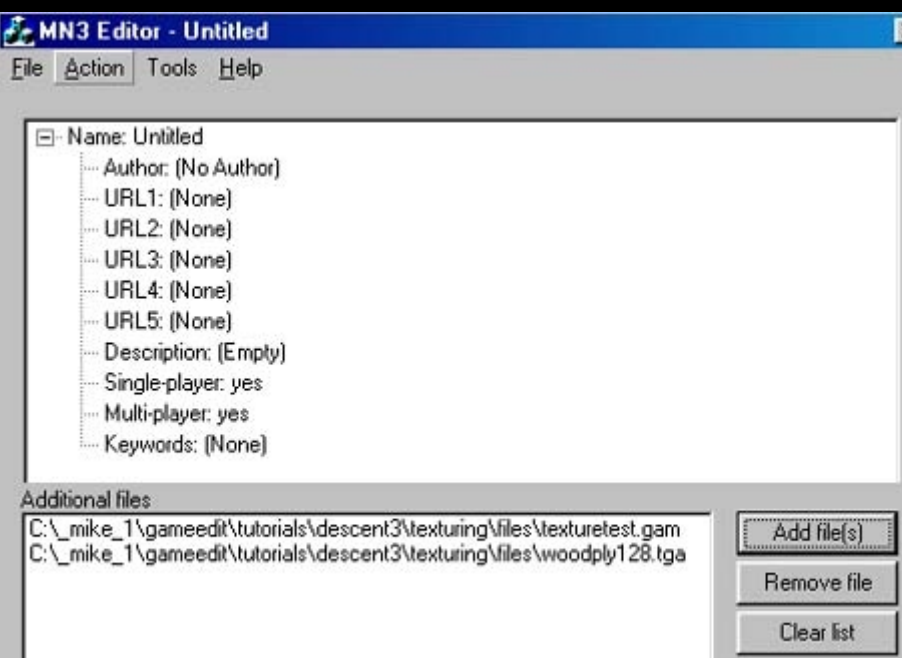 MN3 Editor - Untitled
File Action Tools Help
Name: Untitled
Author: (No Author)
URL1: (None)
URL2: (None)
URL3: (None)
URL4: (None)
URL5: (None)
Description: (Empty)
Single-player: yes
Multi-player: yes
Keywords: (None)
Additional files
C:\_mike_1\gameedit\tutorials\descent3\texturing\files\texturetest.gam
C:\_mike_1\gameedit\tutorials\descent3\texturing\files\woodply128.tga
Add file(s)
Remove file
Clear list